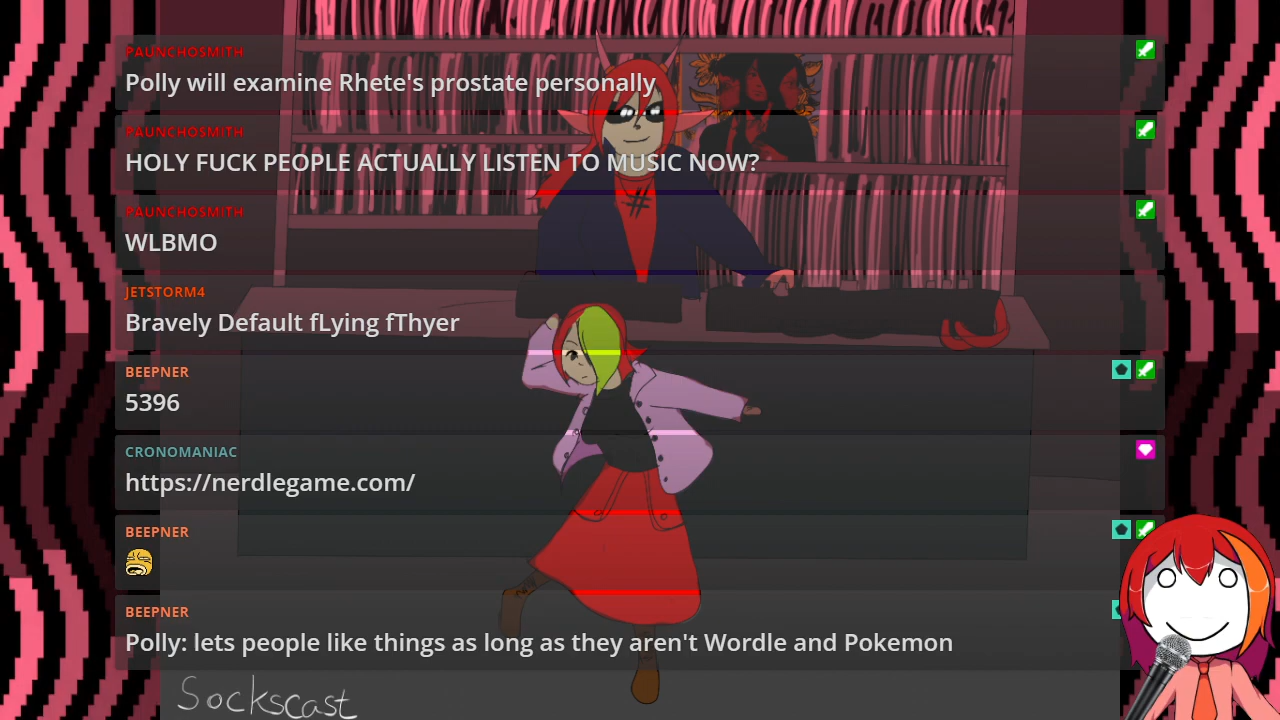 PAUNCHOSMITH
Polly will examine Rhete's prostate personally
PAUNCHOSMITH
HOLY FUCK PEOPLE ACTUALLY LISTEN TO MUSIC NOW?
PAUNCHOSMITH
WLBMO
JETSTORM4
Bravely Default fLying fThyer
BEEPNER
5396
CRONOMANIAC
https://nerdlegame.com/
BEEPNER
BEEPNER
Polly: lets people like things as long as they aren't Wordle and Pokemon
Sockscast